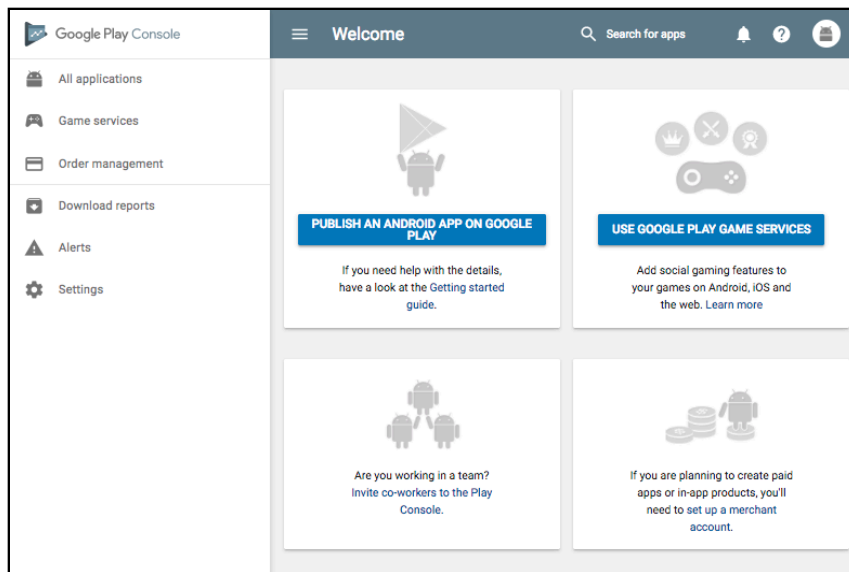 Google Play Console
Welcome
Search for apps
All applications
Game services
Order management
Download reports
Alerts
Settings
PUBLISH AN ANDROID APP ON GOOGLE
PLAY
If you need help with the details,
have a look at the Getting started
guide.
USE GOOGLE PLAY GAME SERVICES
Add social gaming features to
your games on Android, iOS and
the web. Learn more
Are you working in a team?
Invite co-workers to the Play
Console.
If you are planning to create paid
apps or in-app products, you'll
need to set up a merchant
account.